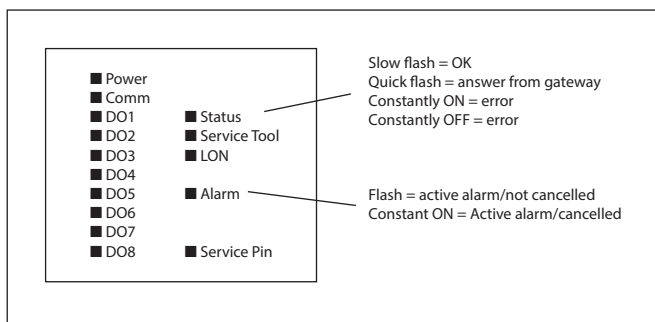 Power
Comm
DO1
DO2
DO3
DO4
DO5
DO6
DO7
DO8
Status
Service Tool
LON
Alarm
Service Pin
Slow flash = OK
Quick flash = answer from gateway
Constantly ON = error
Constantly OFF = error
Flash = active alarm/not cancelled
Constant ON = Active alarm/cancelled